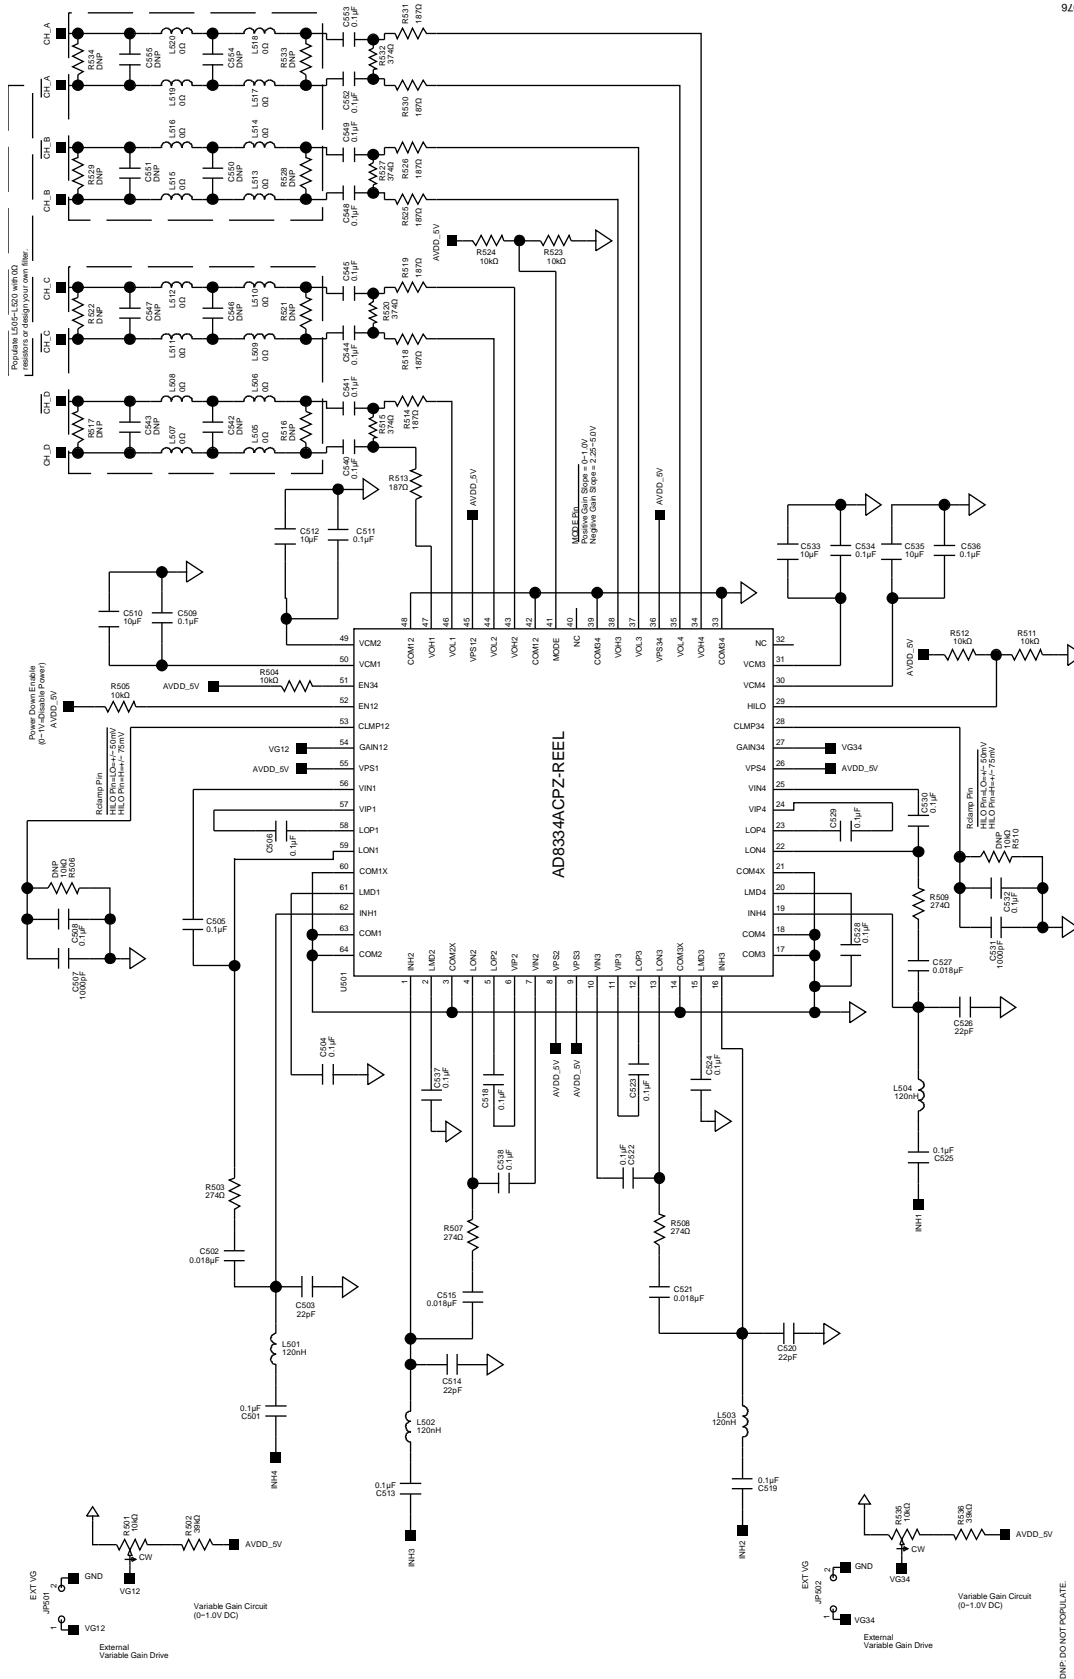 976
CH_A
R534
DNP
C555
DNP
L520
0Ω
C554
DNP
L518
0Ω
R533
DNP
C553
0.1µF
R532
374Ω
R531
187Ω
CH_A
L519
0Ω
L517
0Ω
C552
0.1µF
R530
187Ω
CH_B
R529
DNP
C551
DNP
L516
0Ω
C550
DNP
L514
0Ω
R528
DNP
C549
0.1µF
R527
374Ω
R526
187Ω
CH_B
L515
0Ω
L513
0Ω
C548
0.1µF
R525
187Ω
Populate L505–L520 with 0Ω
resistors or design your own filter.
AVDD_5V
R524
10kΩ
R523
10kΩ
CH_C
R522
DNP
C547
DNP
L512
0Ω
C546
DNP
L510
0Ω
R521
DNP
C545
0.1µF
R520
374Ω
R519
187Ω
CH_C
L511
0Ω
L509
0Ω
C544
0.1µF
R518
187Ω
CH_D
R517
DNP
C543
DNP
L508
0Ω
C542
DNP
L506
0Ω
R516
DNP
C541
0.1µF
R515
374Ω
R514
187Ω
CH_D
L507
0Ω
L505
0Ω
C540
0.1µF
R513
187Ω
AVDD_5V
MODE Pin
Positive Gain Slope = 0–1.0V
Negitive Gain Slope = 2.25–5.0V
AVDD_5V
C512
10µF
C511
0.1µF
C510
10µF
C509
0.1µF
C533
10µF
C534
0.1µF
C535
10µF
C536
0.1µF
48 47 46 45 44 43 42 41 40 39 38 37 36 35 34 33
COM12 VOH1 VOL1 VPS12 VOL2 VOH2 COM12 MODE NC COM34 VOH3 VOL3 VPS34 VOL4 VOH4 COM34
49 VCM2
50 VCM1
51 EN34
52 EN12
53 CLMP12
54 GAIN12
55 VPS1
56 VIN1
57 VIP1
58 LOP1
59 LON1
60 COM1X
61 LMD1
62 INH1
63 COM1
64 COM2
NC 32
VCM3 31
VCM4 30
HILO 29
CLMP34 28
GAIN34 27
VPS4 26
VIN4 25
VIP4 24
LOP4 23
LON4 22
COM4X 21
LMD4 20
INH4 19
COM4 18
COM3 17
AD8334ACPZ-REEL
U501
INH2 LMD2 COM2X LON2 LOP2 VIP2 VIN2 VPS2 VPS3 VIN3 VIP3 LOP3 LON3 COM3X LMD3 INH3
1 2 3 4 5 6 7 8 9 10 11 12 13 14 15 16
Power Down Enable
(0–1V=Disable Power)
AVDD_5V
R505
10kΩ
AVDD_5V
R504
10kΩ
VG12
AVDD_5V
Rclamp Pin
HILO Pin=LO=+/– 50mV
HILO Pin=H=+/– 75mV
DNP
10kΩ
R506
C508
0.1µF
C507
1000pF
C505
0.1µF
C506
0.1µF
AVDD_5V
R512
10kΩ
R511
10kΩ
VG34
AVDD_5V
Rclamp Pin
HILO Pin=LO=+/– 50mV
HILO Pin=H=+/– 75mV
DNP
10kΩ
R510
C532
0.1µF
C531
1000pF
C530
0.1µF
C529
0.1µF
R509
274Ω
C528
0.1µF
C527
0.018µF
C526
22pF
L504
120nH
0.1µF
C525
INH1
C504
0.1µF
C537
0.1µF
C518
0.1µF
AVDD_5V
AVDD_5V
C523
0.1µF
C524
0.1µF
C538
0.1µF
0.1µF
C522
R503
274Ω
C502
0.018µF
C503
22pF
L501
120nH
0.1µF
C501
INH4
R507
274Ω
C515
0.018µF
C514
22pF
L502
120nH
0.1µF
C513
INH3
R508
274Ω
C521
0.018µF
C520
22pF
L503
120nH
0.1µF
C519
INH2
R501
10kΩ
R502
39kΩ
AVDD_5V
CW
VG12
EXT VG
JP501
2
GND
1
VG12
External
Variable Gain Drive
Variable Gain Circuit
(0–1.0V DC)
R535
10kΩ
R536
39kΩ
AVDD_5V
CW
VG34
EXT VG
JP502
2
GND
1
VG34
External
Variable Gain Drive
Variable Gain Circuit
(0–1.0V DC)
DNP: DO NOT POPULATE.